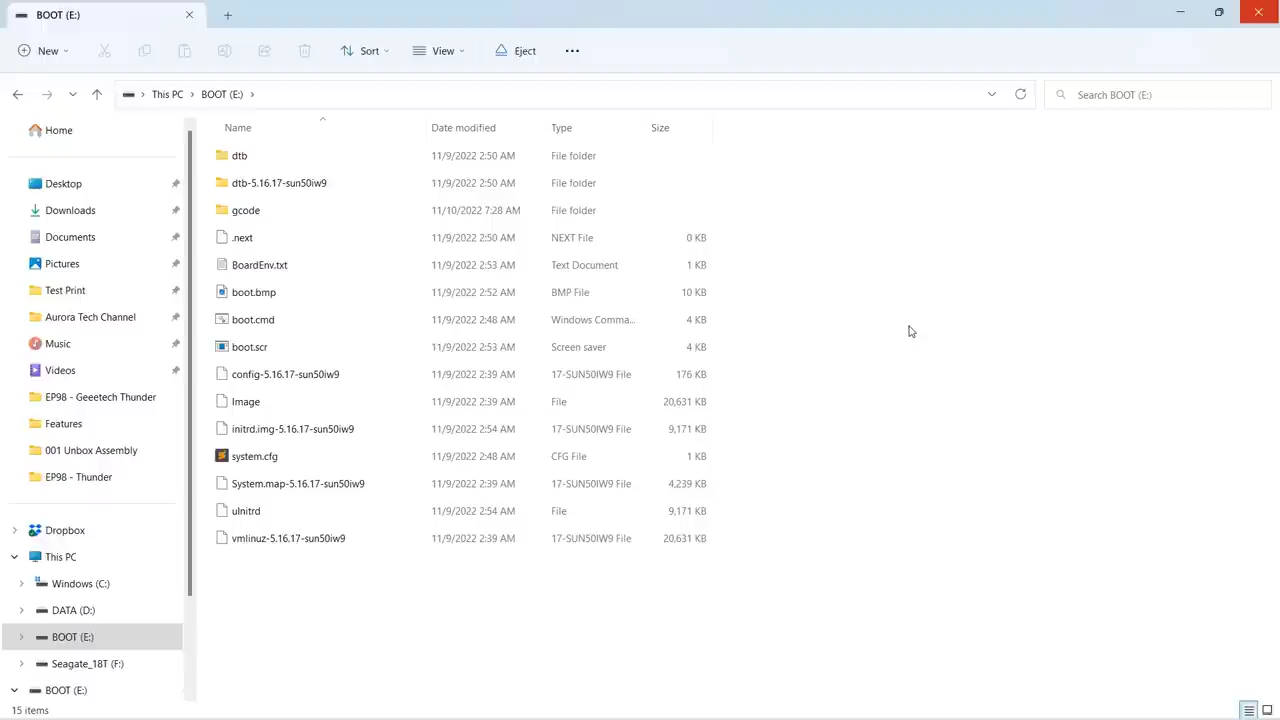 BOOT (E:)
New
Sort
View
Eject
This PC
BOOT (E:)
Search BOOT (E:)
Home
Desktop
Downloads
Documents
Pictures
Test Print
Aurora Tech Channel
Music
Videos
EP98 - Geeetech Thunder
Features
001 Unbox Assembly
EP98 - Thunder
Dropbox
This PC
Windows (C:)
DATA (D:)
BOOT (E:)
Seagate_18T (F:)
BOOT (E:)
Name Date modified Type Size
dtb 11/9/2022 2:50 AM File folder
dtb-5.16.17-sun50iw9 11/9/2022 2:50 AM File folder
gcode 11/10/2022 7:28 AM File folder
.next 11/9/2022 2:50 AM NEXT File 0 KB
BoardEnv.txt 11/9/2022 2:53 AM Text Document 1 KB
boot.bmp 11/9/2022 2:52 AM BMP File 10 KB
boot.cmd 11/9/2022 2:48 AM Windows Comma... 4 KB
boot.scr 11/9/2022 2:53 AM Screen saver 4 KB
config-5.16.17-sun50iw9 11/9/2022 2:39 AM 17-SUN50IW9 File 176 KB
Image 11/9/2022 2:39 AM File 20,631 KB
initrd.img-5.16.17-sun50iw9 11/9/2022 2:54 AM 17-SUN50IW9 File 9,171 KB
system.cfg 11/9/2022 2:48 AM CFG File 1 KB
System.map-5.16.17-sun50iw9 11/9/2022 2:39 AM 17-SUN50IW9 File 4,239 KB
uInitrd 11/9/2022 2:54 AM File 9,171 KB
vmlinuz-5.16.17-sun50iw9 11/9/2022 2:39 AM 17-SUN50IW9 File 20,631 KB
15 items